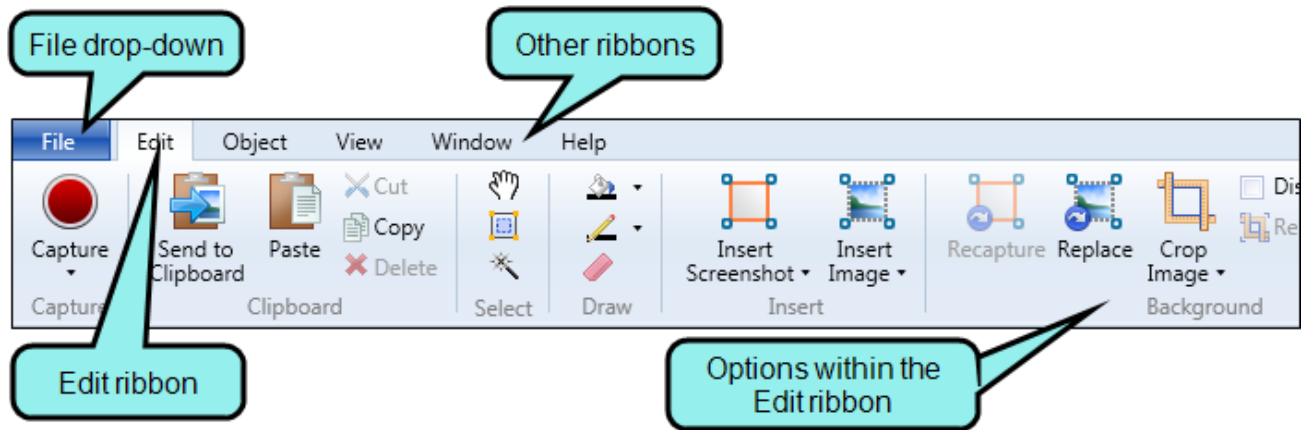 File drop-down
Other ribbons
File Edit Object View Window Help
Cut
Copy
Delete
Capture
Send to
Clipboard
Paste
Insert
Screenshot
Insert
Image
Recapture
Replace
Crop
Image
Dis
Re
Capture
Clipboard
Select
Draw
Insert
Background
Edit ribbon
Options within the
Edit ribbon